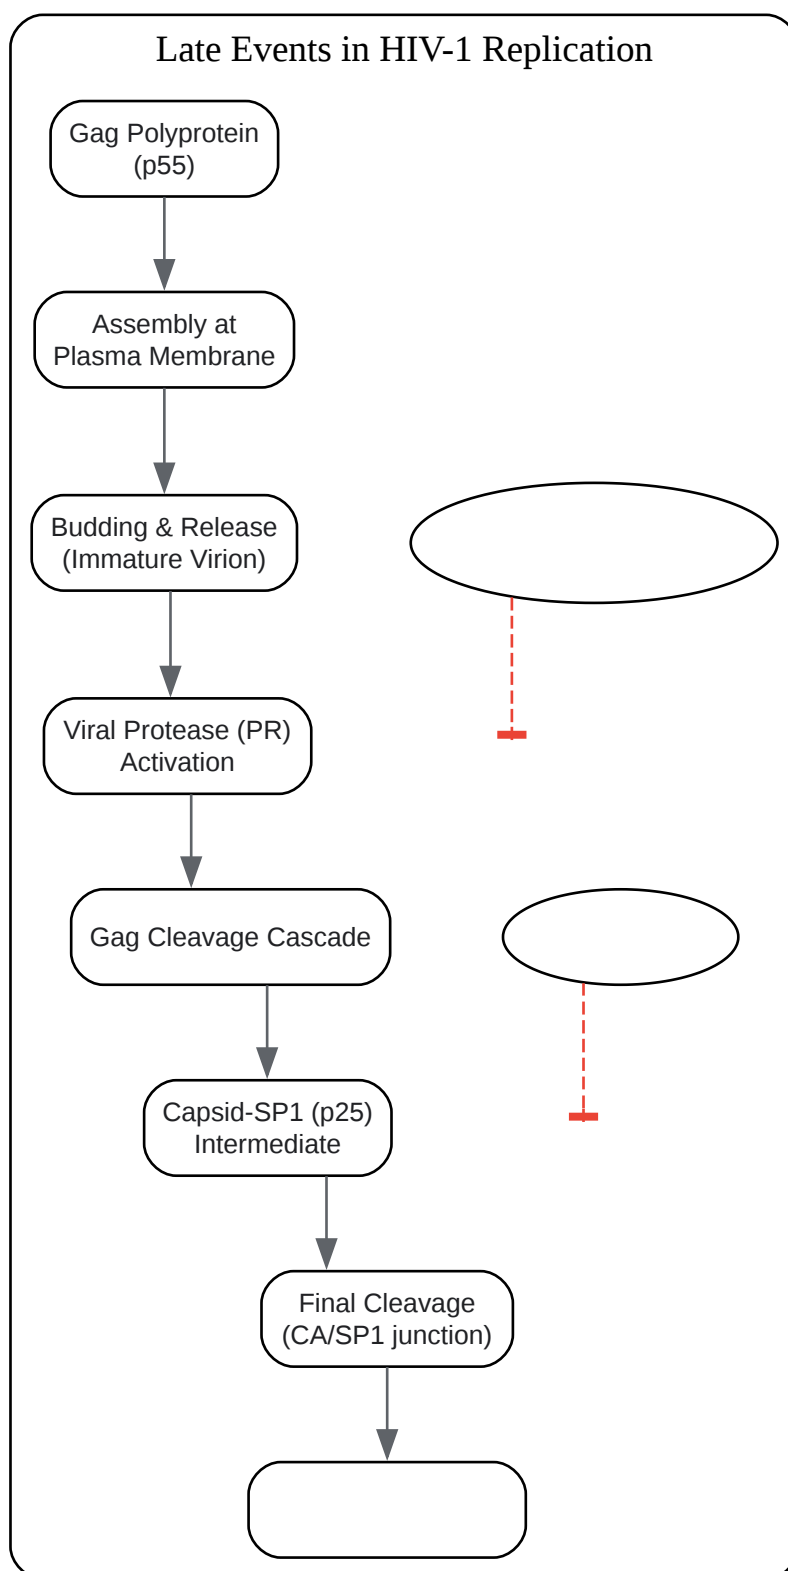 Late Events in HIV-1 Replication
Gag Polyprotein
(p55)
Assembly at
Plasma Membrane
Budding & Release
(Immature Virion)
Viral Protease (PR)
Activation
Gag Cleavage Cascade
Capsid-SP1 (p25)
Intermediate
Final Cleavage
(CA/SP1 junction)